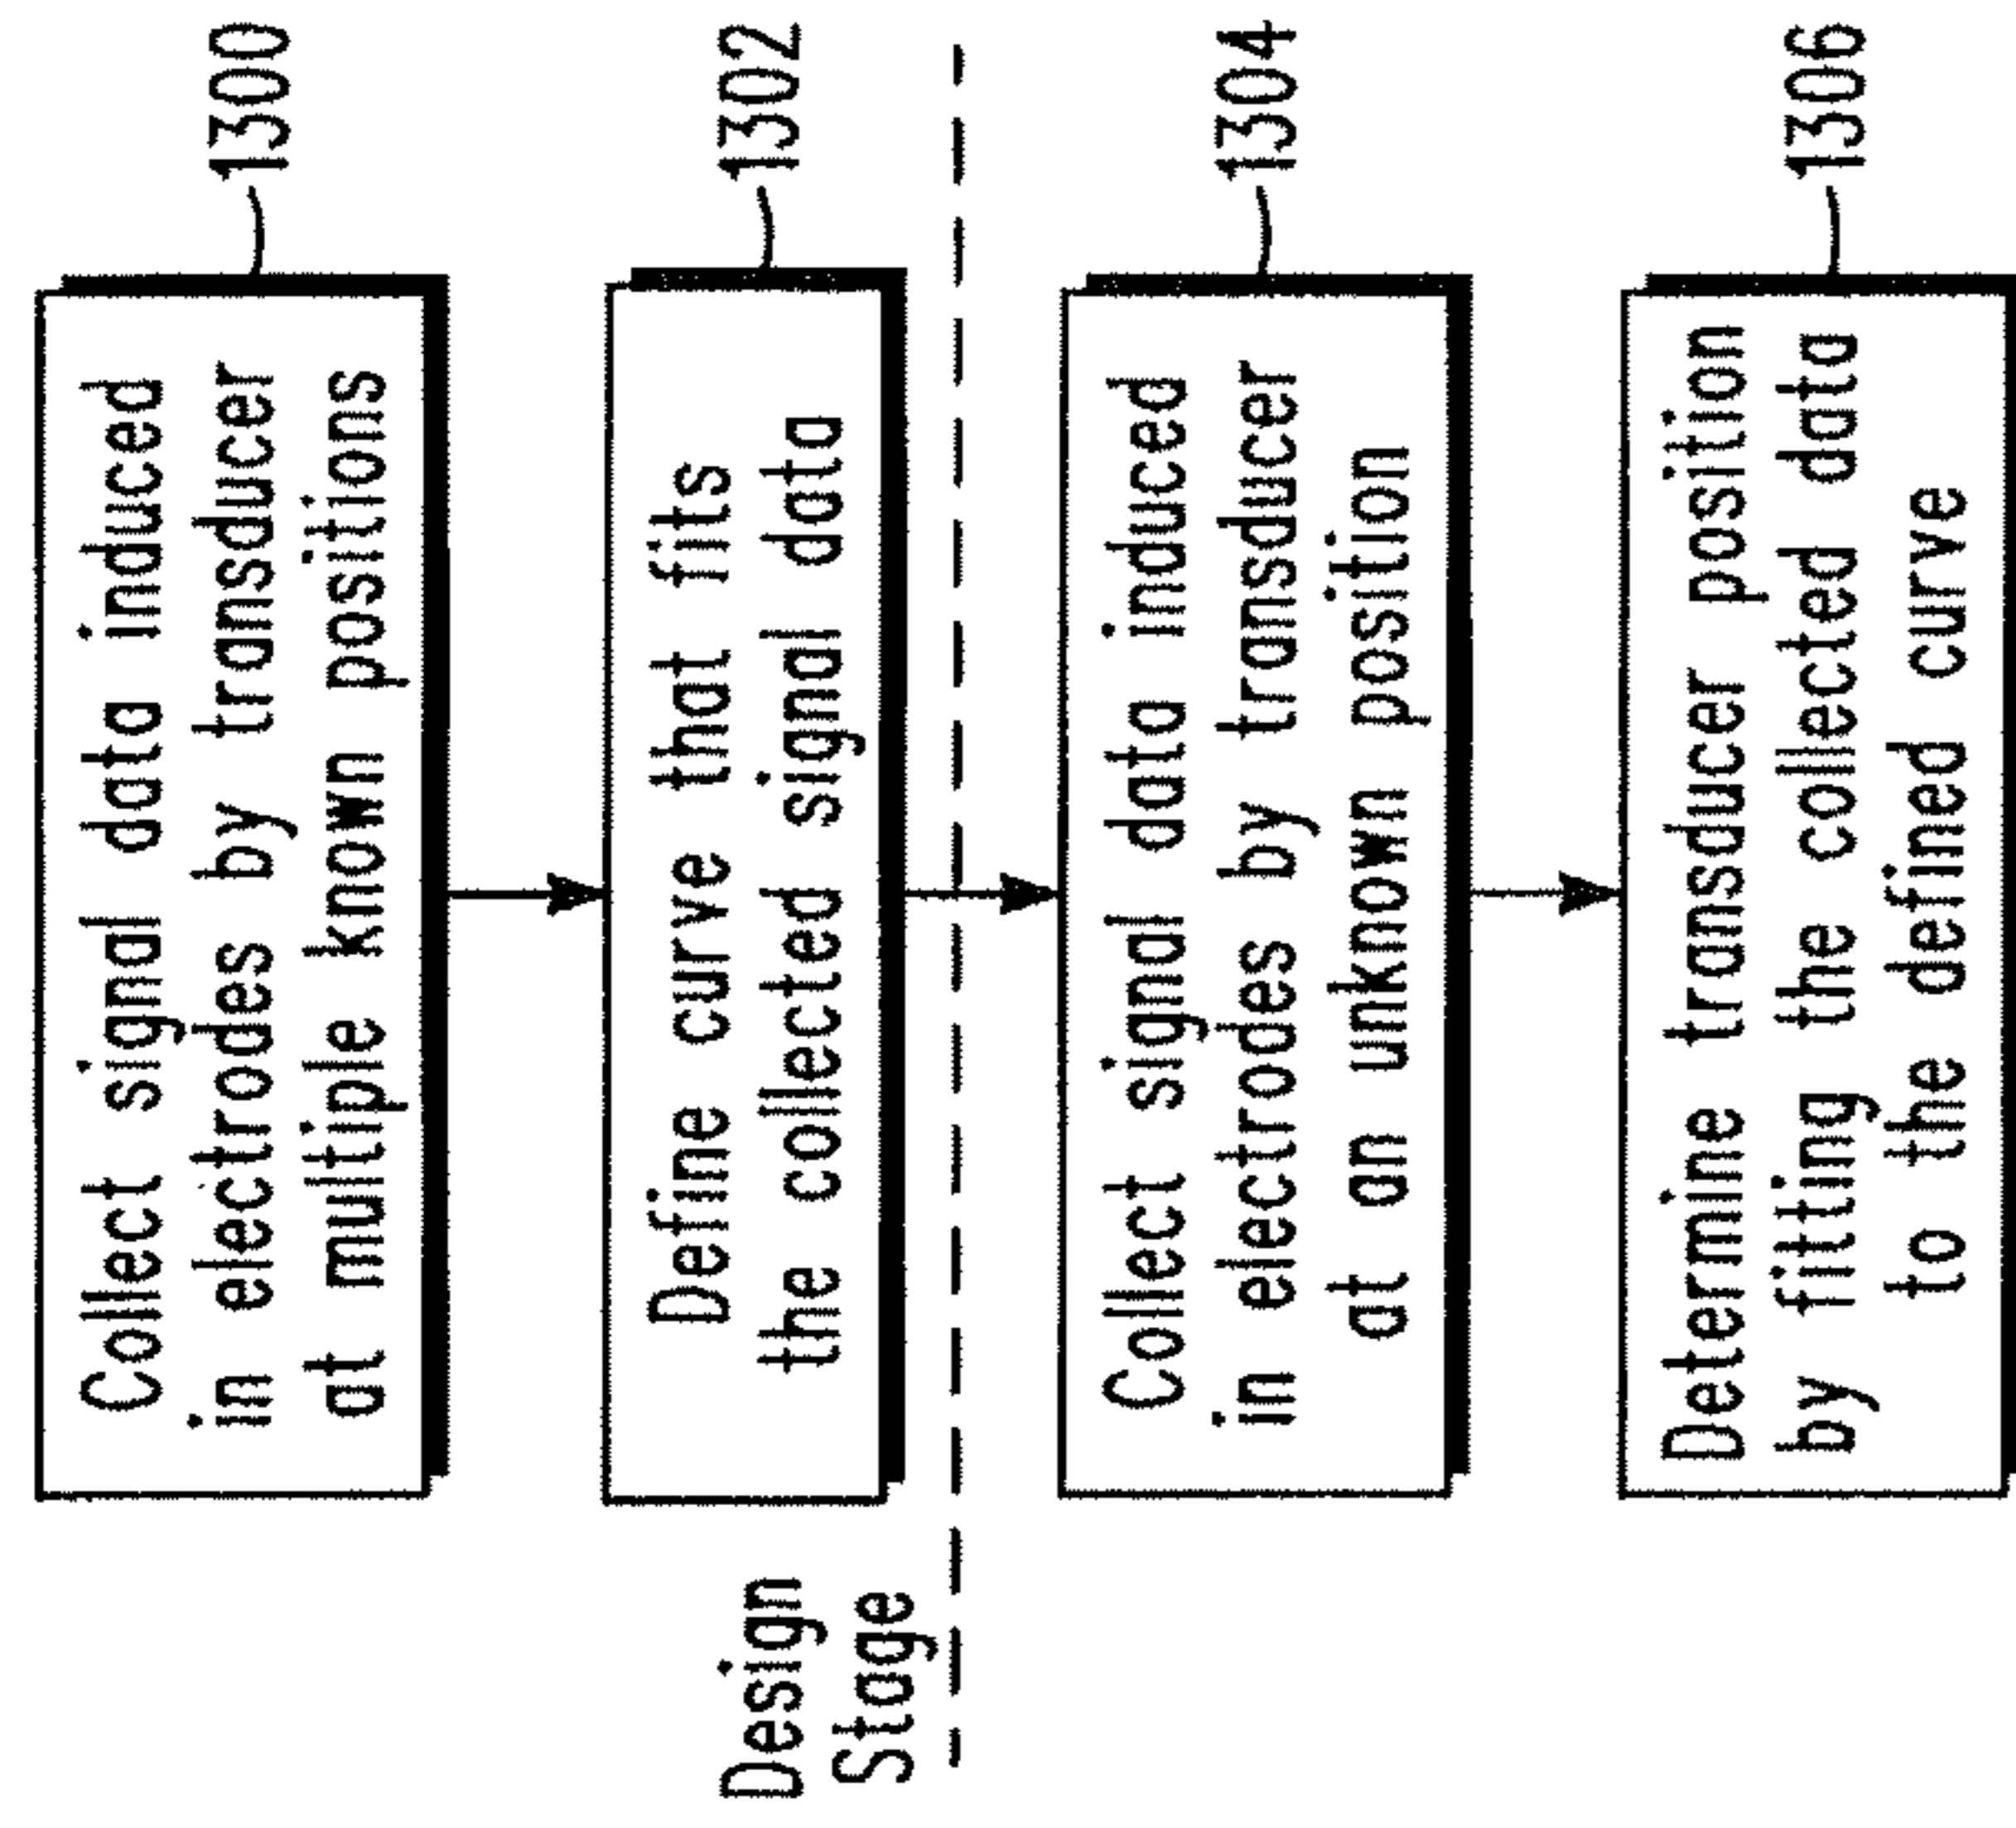 Collect signal data induced
in electrodes by transducer
at multiple known positions
1300
Define curve that fits
the collected signal data
1302
Design
Stage
Collect signal data induced
in electrodes by transducer
at an unknown position
1304
Determine transducer position
by fitting the collected data
to the defined curve
1306